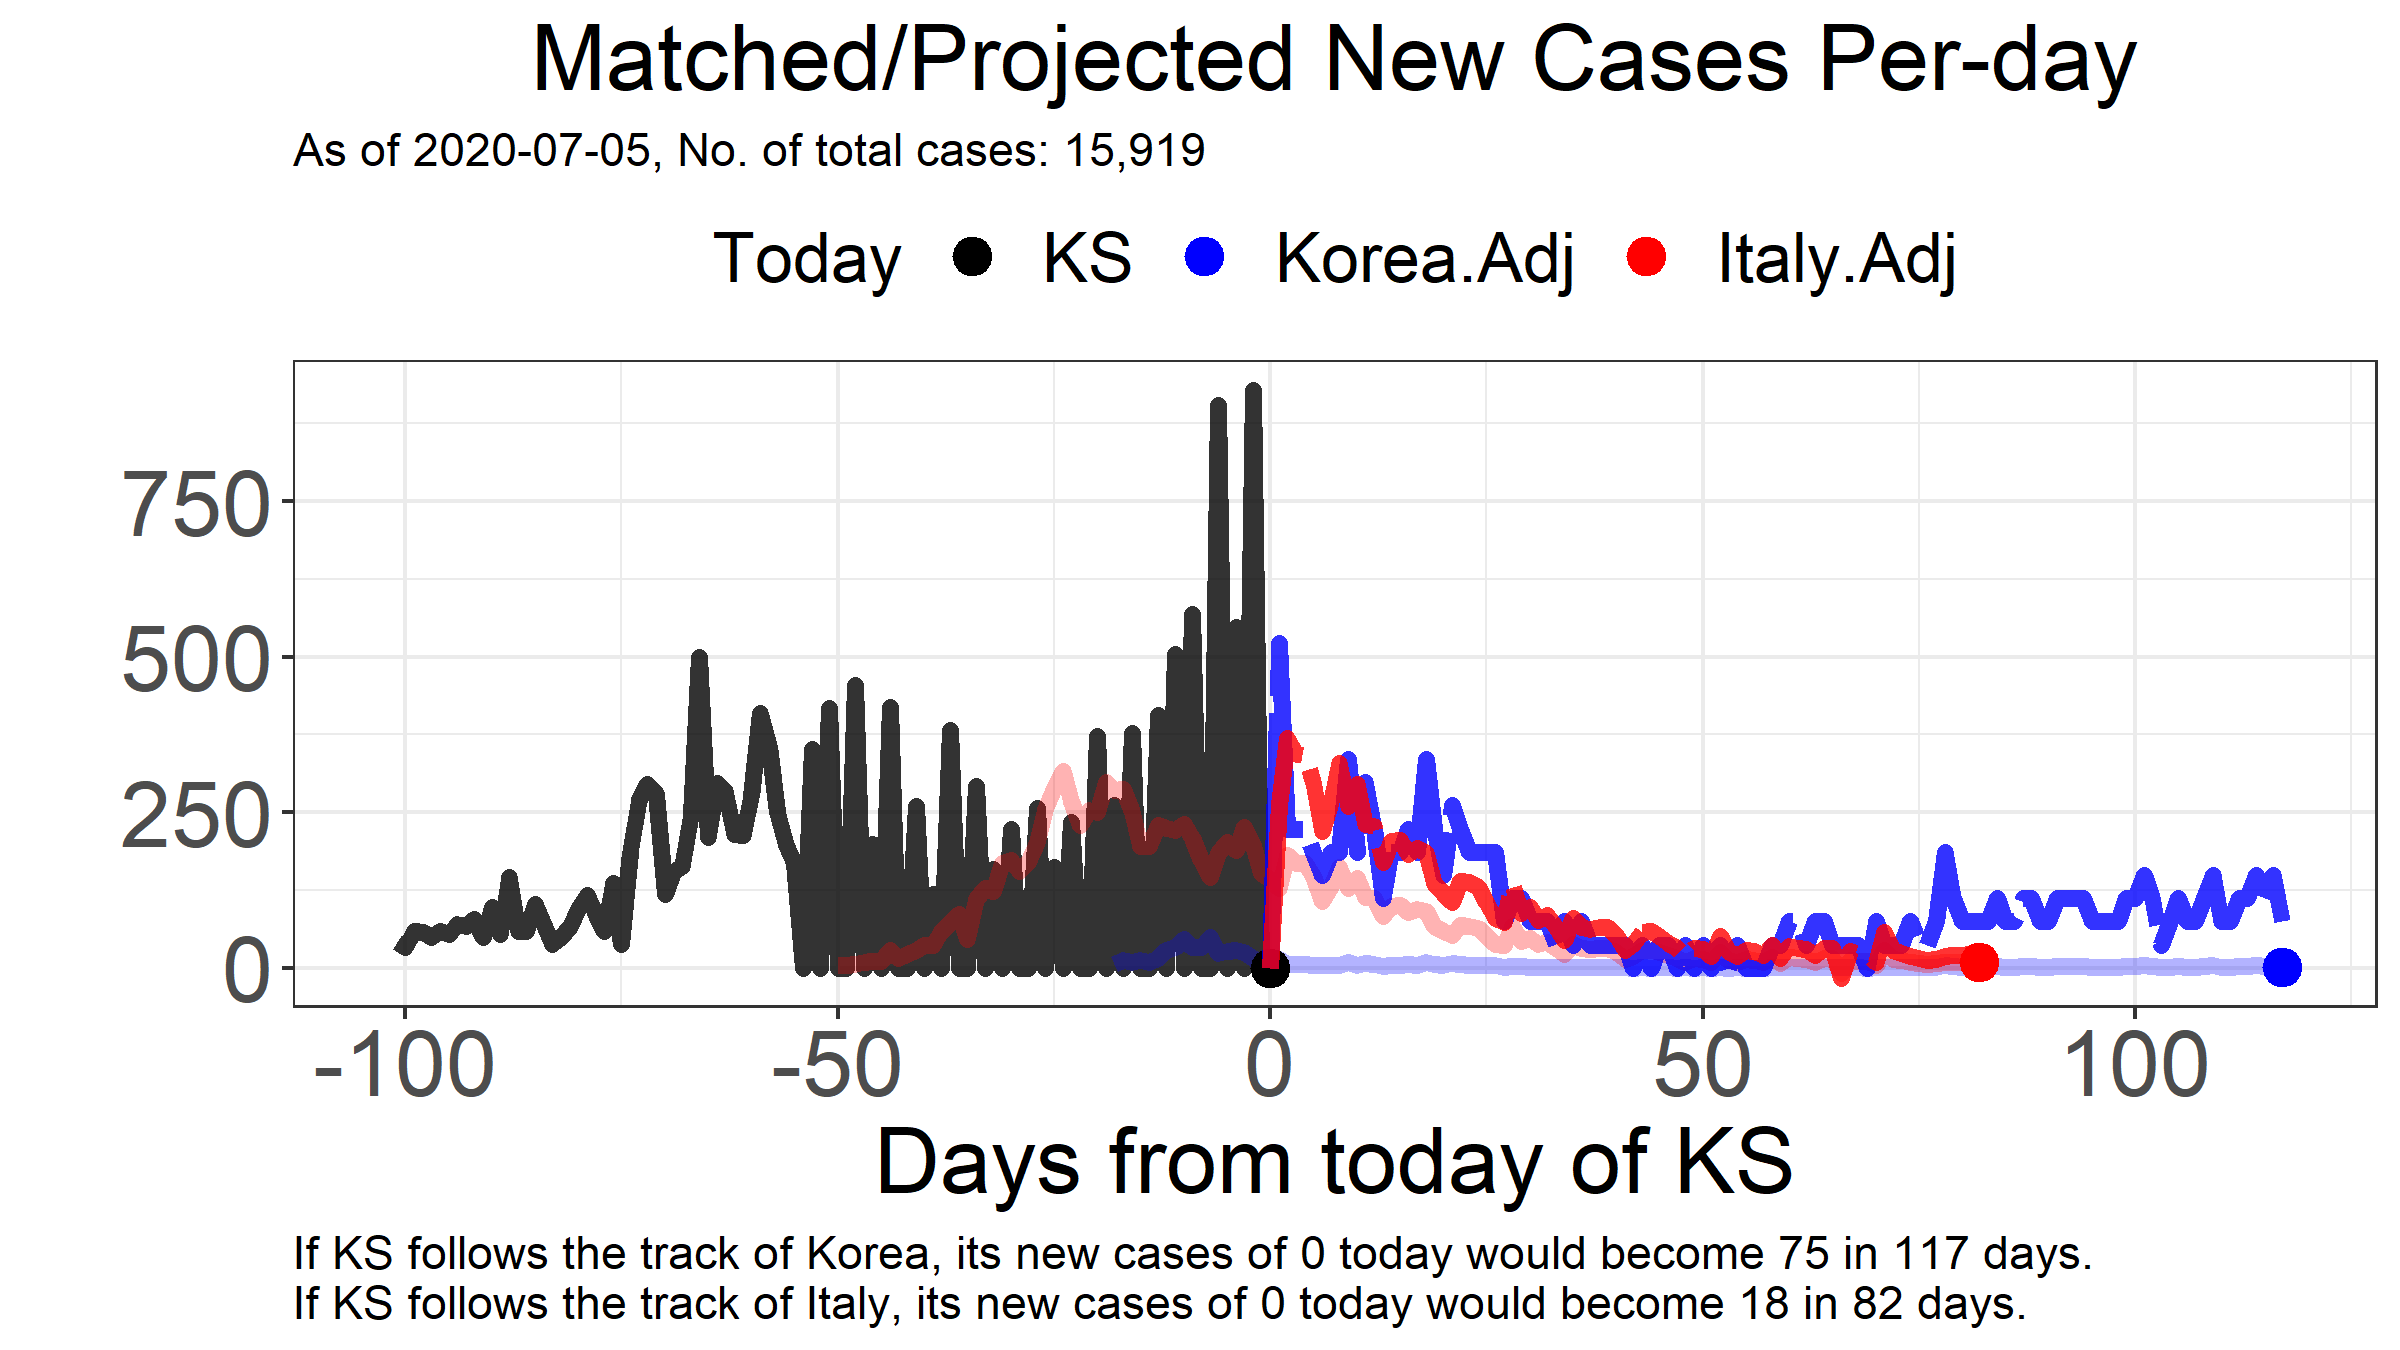 Matched/Projected New Cases Per-day
As of 2020-07-05, No. of total cases: 15,919
Today KS Korea.Adj Italy.Adj
750
500
250
0
-100 -50 0 50 100
Days from today of KS
If KS follows the track of Korea, its new cases of 0 today would become 75 in 117 days.
If KS follows the track of Italy, its new cases of 0 today would become 18 in 82 days.